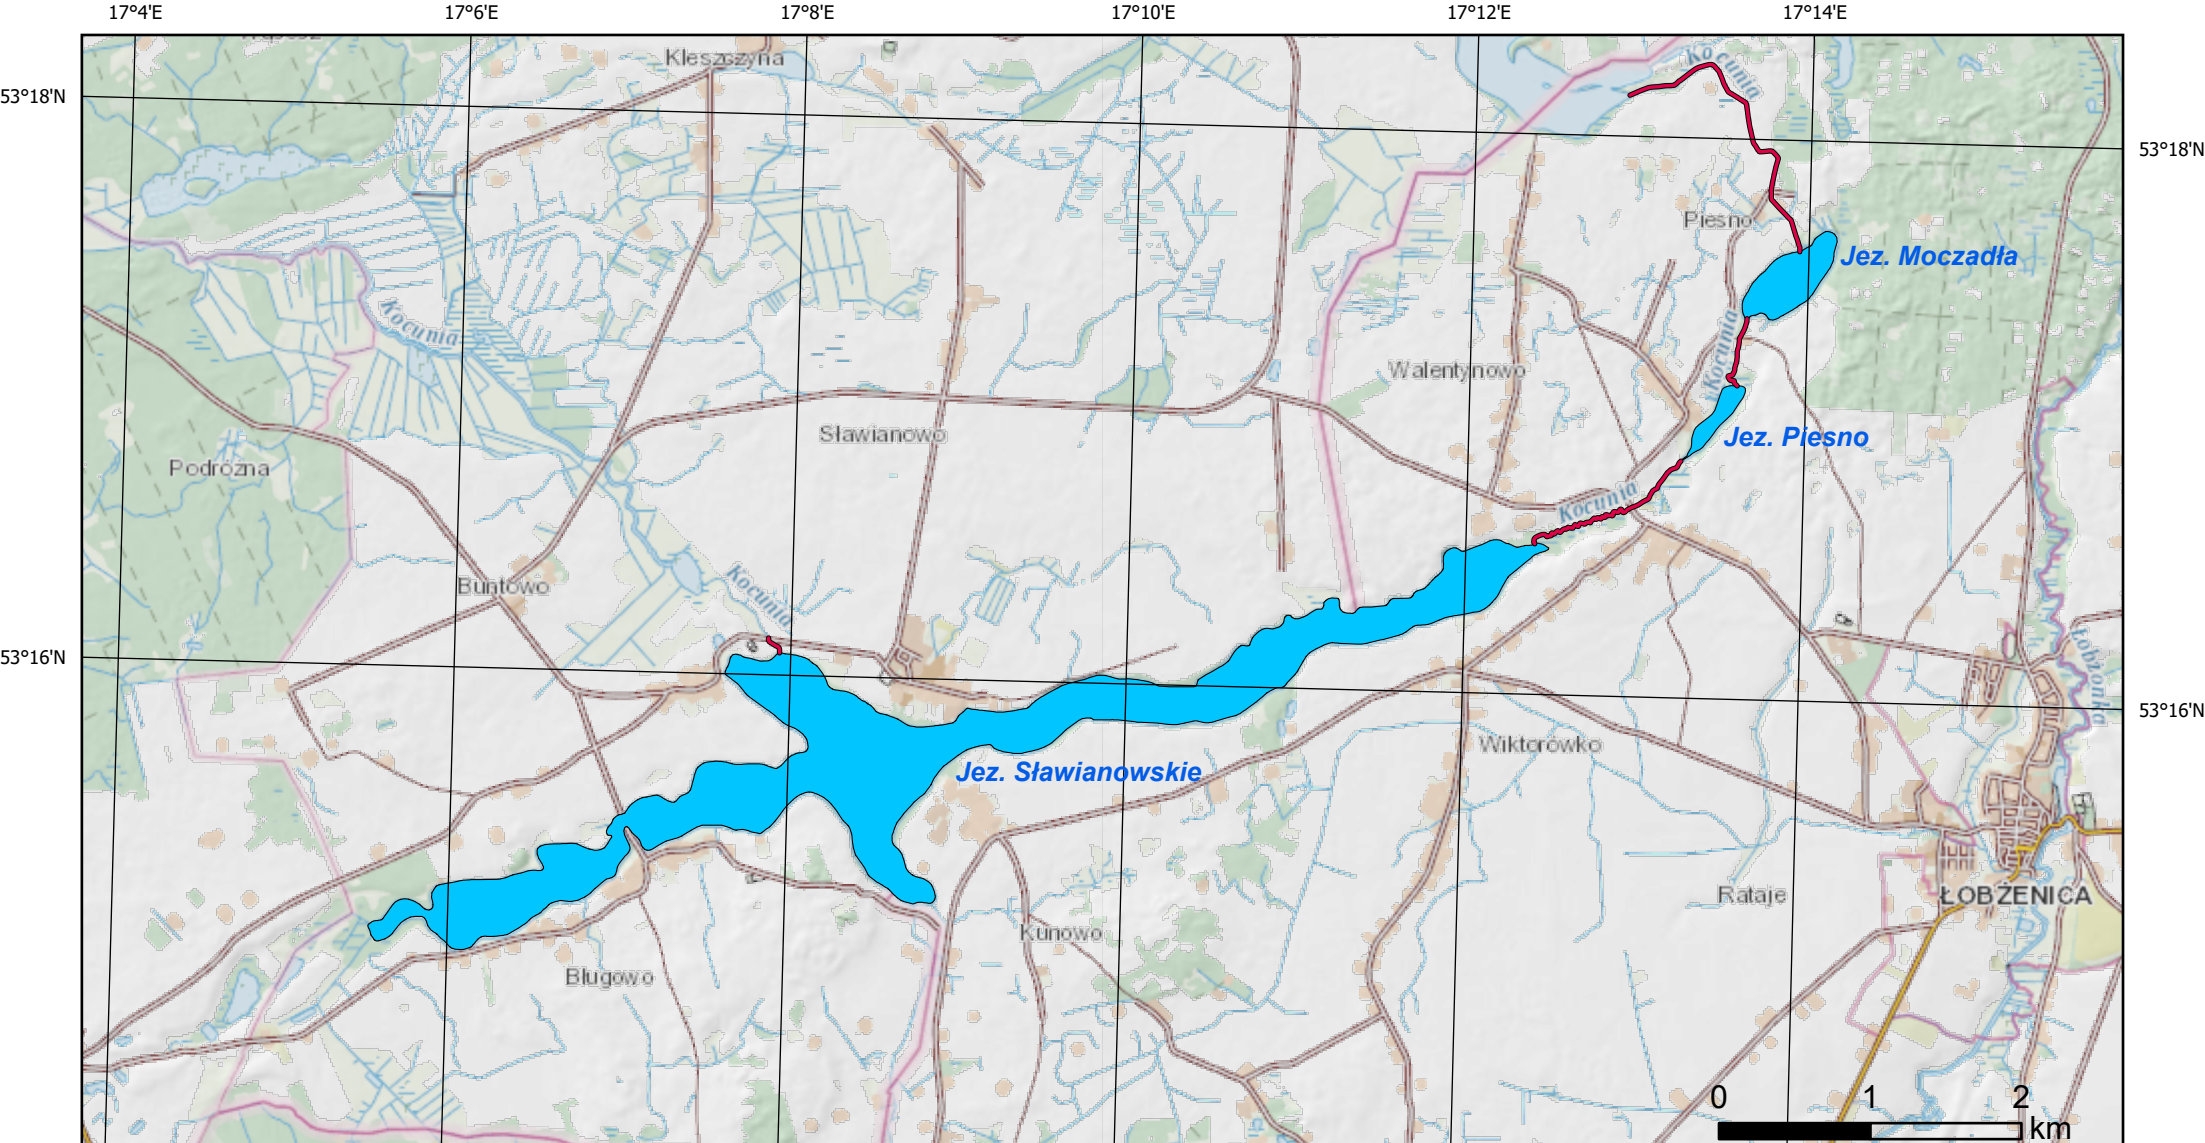 17°4'E 17°6'E 17°8'E 17°10'E 17°12'E 17°14'E
Kleszczyna
Kocunia
53°18'N
53°18'N
Piesno
Jez. Moczadła
Kocunia
Kocunia
Walentynowo
Sławianowo
Jez. Piesno
Podróżna
Kocunia
Buntowo
Kocunia
53°16'N
Łobżonka
53°16'N
Wiktorówko
Jez. Sławianowskie
Rataje
ŁOBŻENICA
Kunowo
Bługowo
0 1 2
km